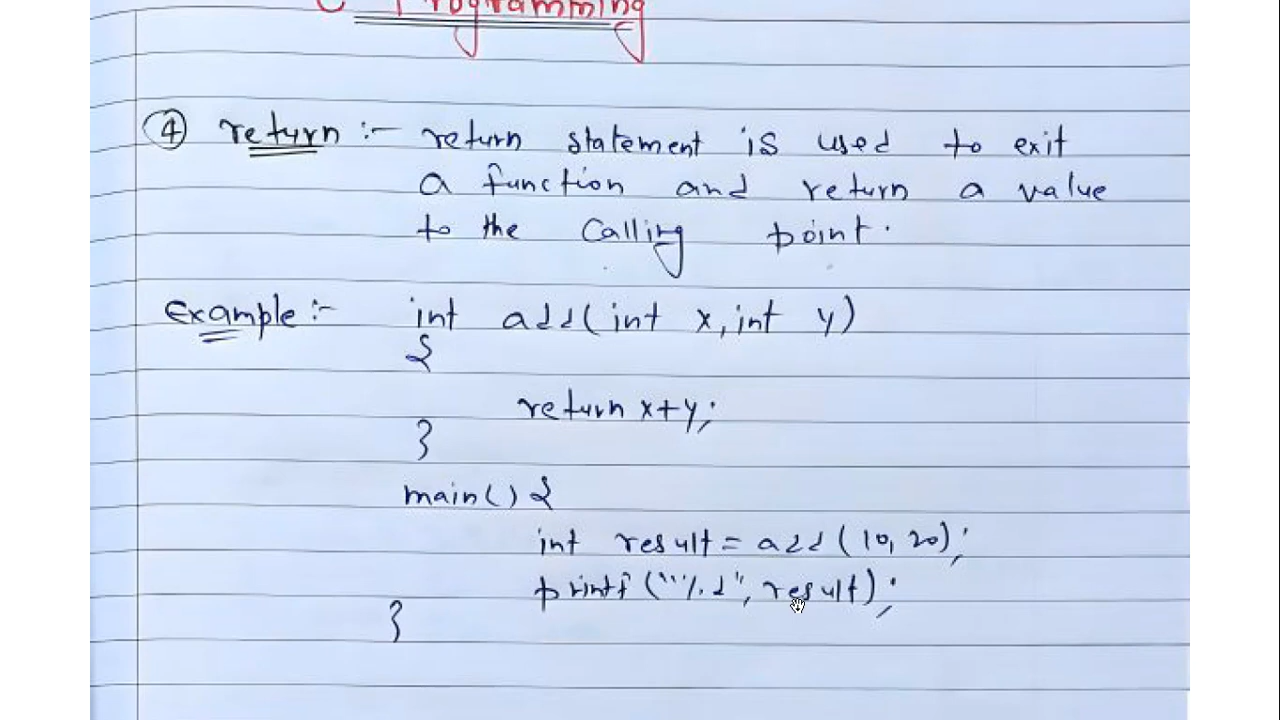 C Programming
④ return :- return statement is used to exit
a function and return a value
to the calling point.
Example :- int add(int x, int y)
{
return x+y;
}
main() {
int result = add(10, 20);
printf("%d", result);
}